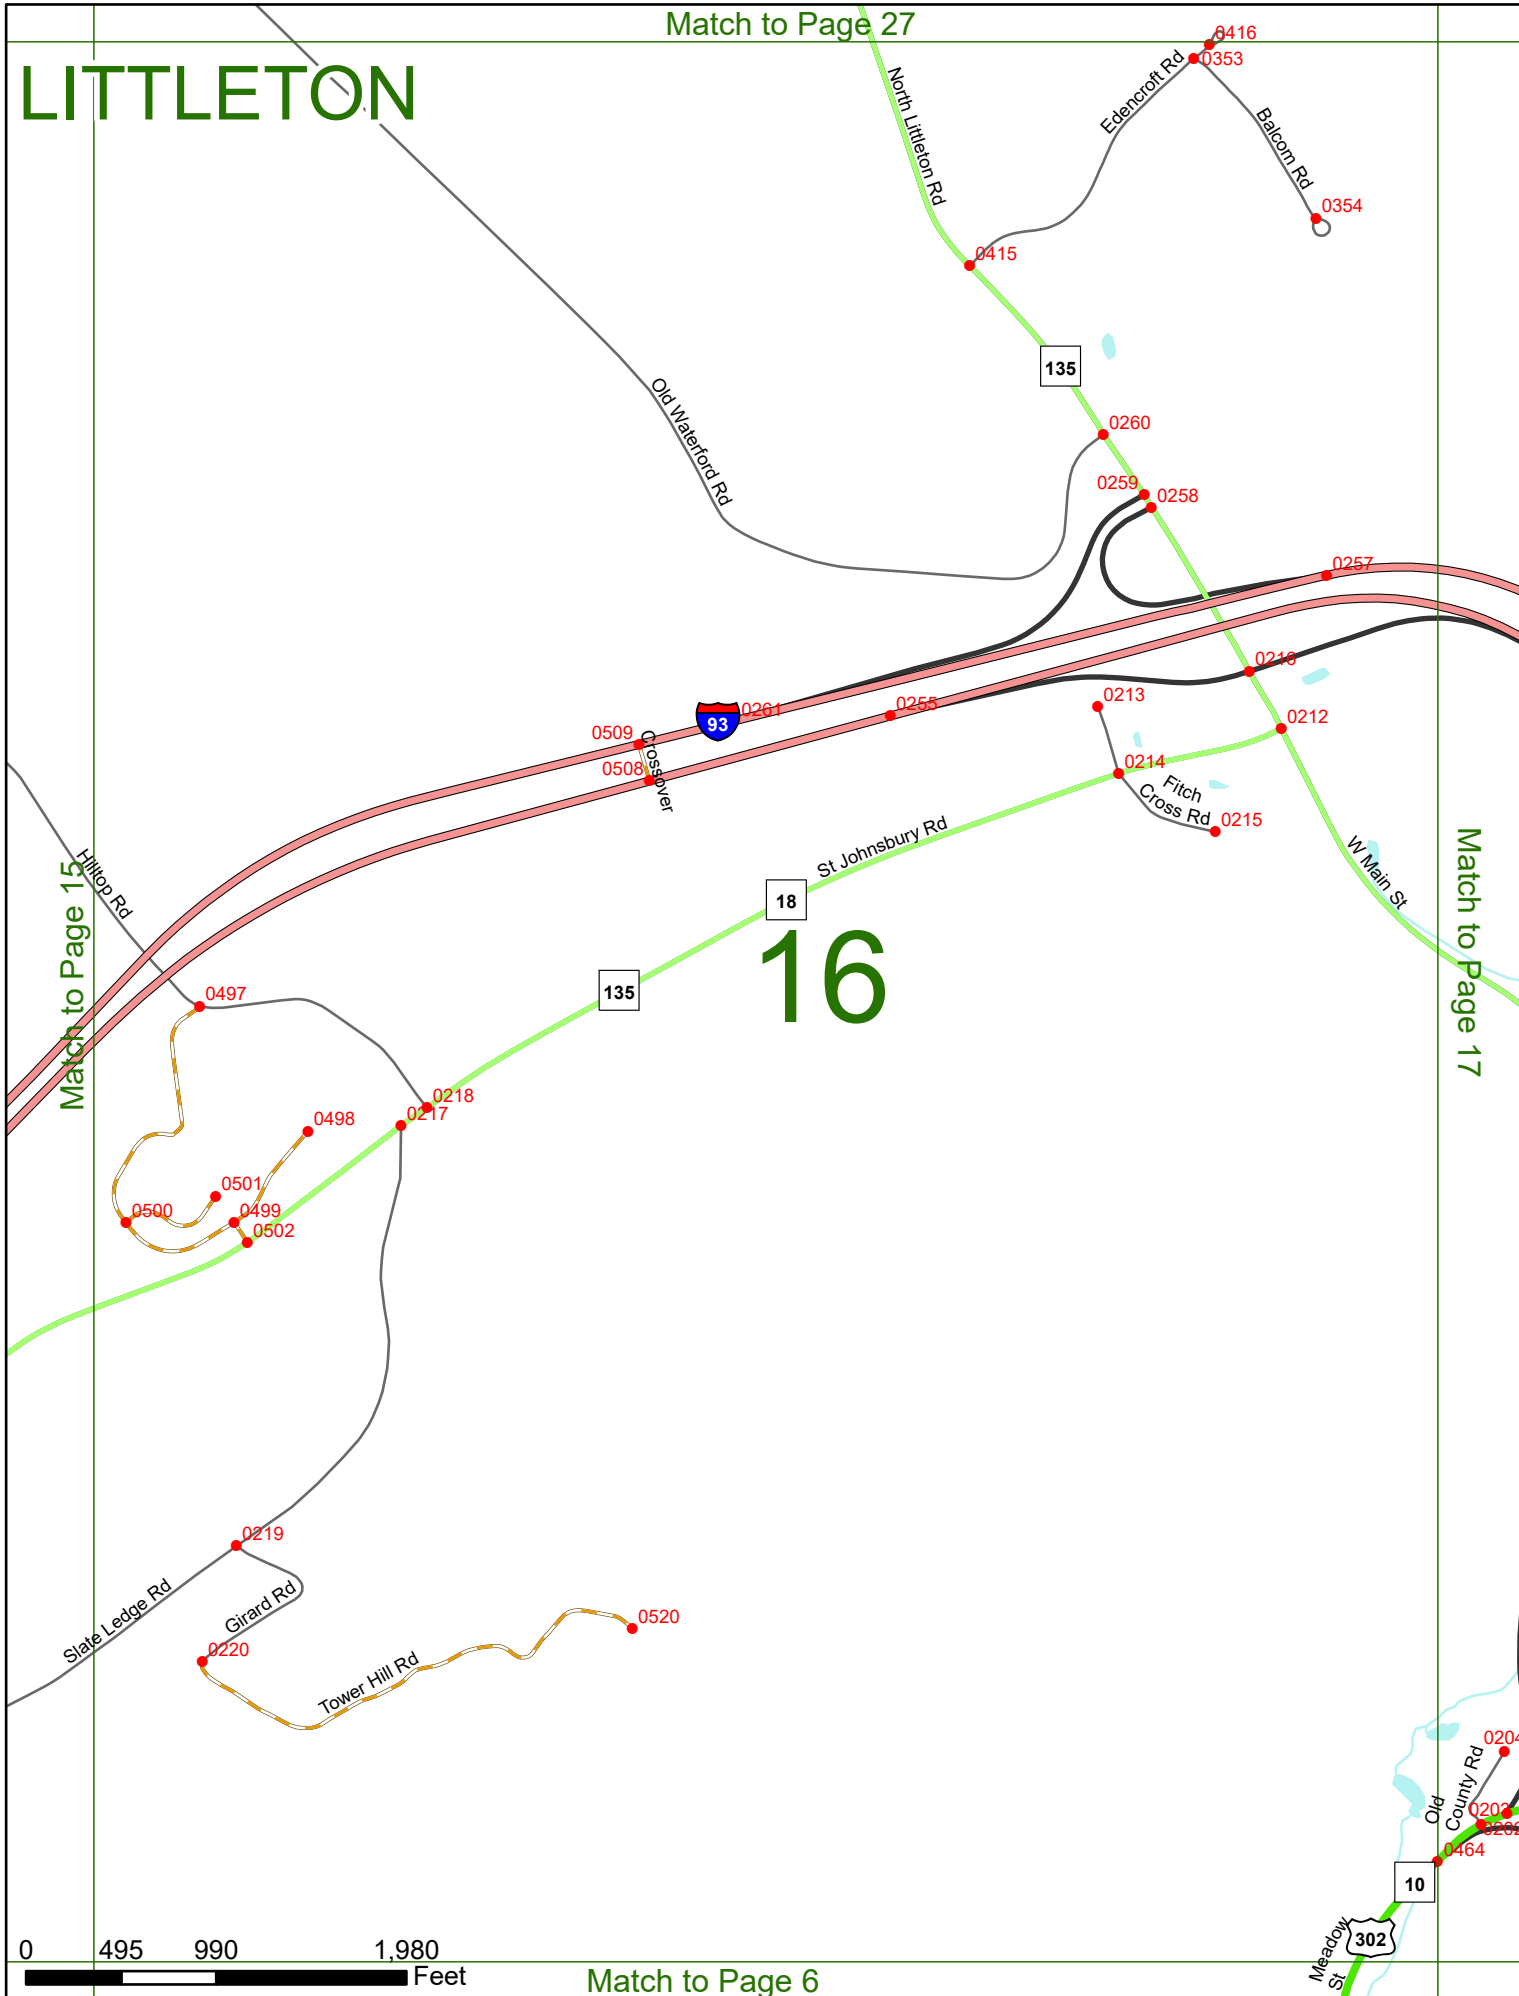 Match to Page 27
LITTLETON
0416
0353
Edencroft Rd
North Littleton Rd
Balcom Rd
0354
0415
135
Old Waterford Rd
0260
0259
0258
0257
0216
0213
0261
93
0255
0212
0509
Crossover
0508
0214
Fitch
Cross Rd
0215
St Johnsbury Rd
W Main St
Hilltop Rd
Match to Page 15
Match to Page 17
18
16
135
0497
0218
0217
0498
0501
0500
0499
0502
0219
Slate Ledge Rd
Girard Rd
0220
0520
Tower Hill Rd
0204
Old
County Rd
0203
0202
0464
10
302
Meadow
St
0 495 990 1,980
Feet
Match to Page 6